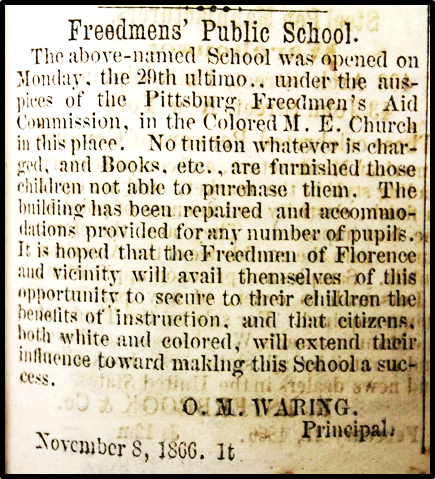 Freedmens' Public School.
The above-named School was opened on
Monday, the 29th ultimo., under the aus-
pices of the Pittsburg Freedmen's Aid
Commission, in the Colored M. E. Church
in this place. No tuition whatever is char-
ged, and Books, etc., are furnished those
children not able to purchase them. The
building has been repaired and accommo-
dations provided for any number of pupils.
It is hoped that the Freedmen of Florence
and vicinity will avail themselves of this
opportunity to secure to their children the
benefits of instruction, and that citizens,
both white and colored, will extend their
influence toward making this School a suc-
cess.
O. M. WARING.
Principal.
November 8, 1866. 1t